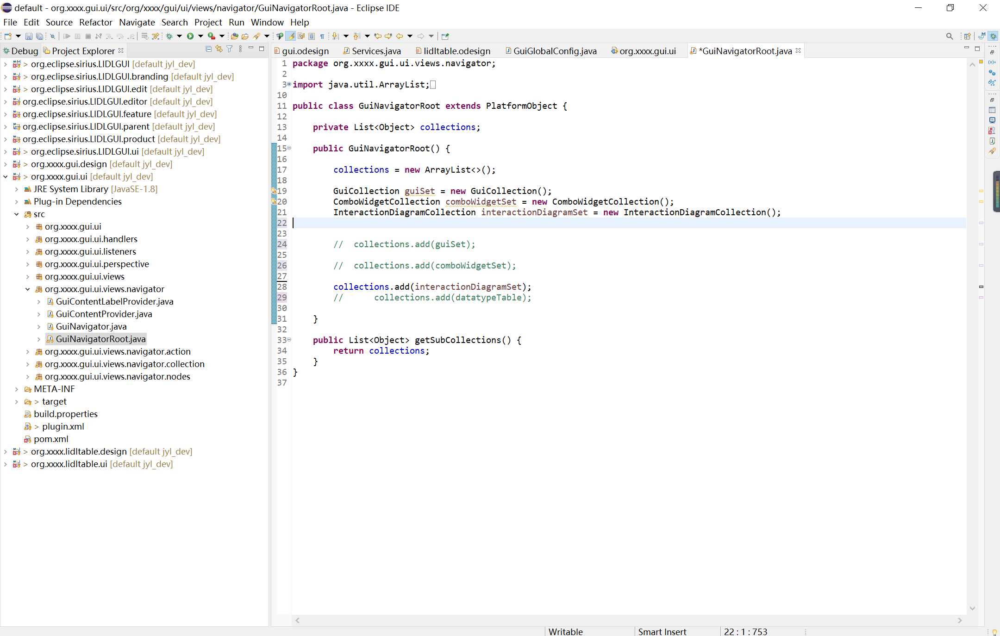 default - org.xxxx.gui.ui/src/org/xxxx/gui/ui/views/navigator/GuiNavigatorRoot.java - Eclipse IDE
File Edit Source Refactor Navigate Search Project Run Window Help
Debug Project Explorer
> org.eclipse.sirius.LIDLGUI [default jyl_dev]
> org.eclipse.sirius.LIDLGUI.branding [default jyl_dev]
> org.eclipse.sirius.LIDLGUI.edit [default jyl_dev]
org.eclipse.sirius.LIDLGUI.editor [default jyl_dev]
org.eclipse.sirius.LIDLGUI.feature [default jyl_dev]
org.eclipse.sirius.LIDLGUI.parent [default jyl_dev]
org.eclipse.sirius.LIDLGUI.product [default jyl_dev]
> org.eclipse.sirius.LIDLGUI.ui [default jyl_dev]
> org.xxxx.gui.design [default jyl_dev]
> org.xxxx.gui.ui [default jyl_dev]
JRE System Library [JavaSE-1.8]
Plug-in Dependencies
src
org.xxxx.gui.ui
org.xxxx.gui.ui.handlers
org.xxxx.gui.ui.listeners
org.xxxx.gui.ui.perspective
org.xxxx.gui.ui.views
org.xxxx.gui.ui.views.navigator
GuiContentLabelProvider.java
GuiContentProvider.java
GuiNavigator.java
GuiNavigatorRoot.java
org.xxxx.gui.ui.views.navigator.action
org.xxxx.gui.ui.views.navigator.collection
org.xxxx.gui.ui.views.navigator.nodes
META-INF
> target
build.properties
> plugin.xml
pom.xml
> org.xxxx.lidltable.design [default jyl_dev]
> org.xxxx.lidltable.ui [default jyl_dev]
gui.odesign Services.java lidltable.odesign GuiGlobalConfig.java org.xxxx.gui.ui *GuiNavigatorRoot.java
1 package org.xxxx.gui.ui.views.navigator;
2
3 import java.util.ArrayList;
10
11 public class GuiNavigatorRoot extends PlatformObject {
12
13 private List<Object> collections;
14
15 public GuiNavigatorRoot() {
16
17 collections = new ArrayList<>();
18
19 GuiCollection guiSet = new GuiCollection();
20 ComboWidgetCollection comboWidgetSet = new ComboWidgetCollection();
21 InteractionDiagramCollection interactionDiagramSet = new InteractionDiagramCollection();
22
23
24 // collections.add(guiSet);
25
26 // collections.add(comboWidgetSet);
27
28 collections.add(interactionDiagramSet);
29 // collections.add(datatypeTable);
30
31 }
32
33 public List<Object> getSubCollections() {
34 return collections;
35 }
36 }
37
Writable Smart Insert 22 : 1 : 753